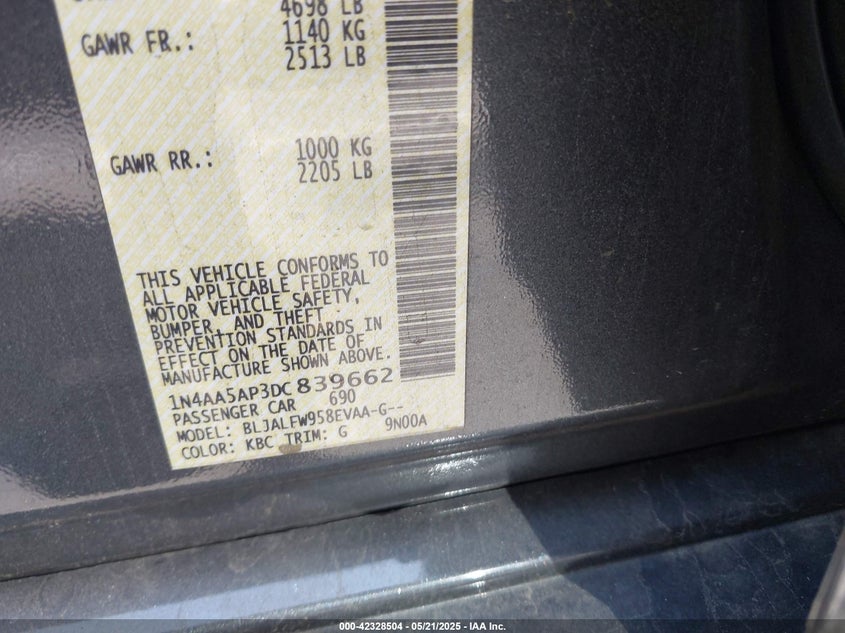 4698 LB
GAWR FR.: 1140 KG
2513 LB
GAWR RR.: 1000 KG
2205 LB
THIS VEHICLE CONFORMS TO
ALL APPLICABLE FEDERAL
MOTOR VEHICLE SAFETY,
BUMPER, AND THEFT
PREVENTION STANDARDS IN
EFFECT ON THE DATE OF
MANUFACTURE SHOWN ABOVE.
1N4AA5AP3DC839662
PASSENGER CAR 690
MODEL: BLJALFW958EVAA-G--
COLOR: KBC TRIM: G 9N00A
000-42328504 — 05/21/2025 — IAA Inc.